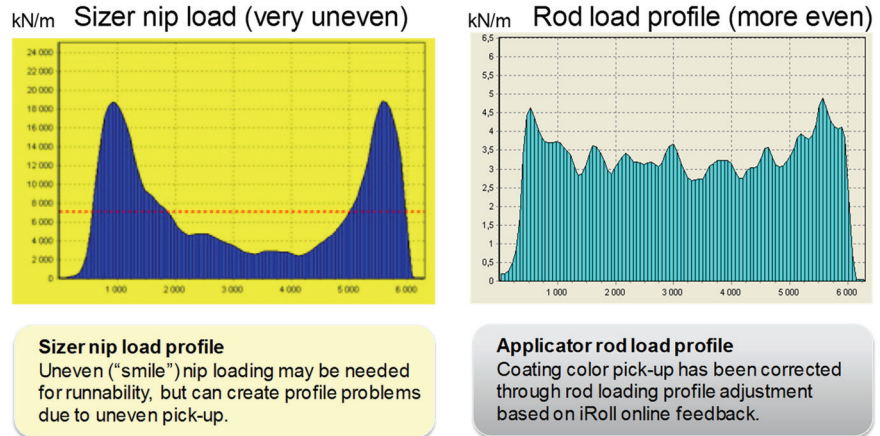 kN/m Sizer nip load (very uneven)
24 000
22 000
20 000
18 000
16 000
14 000
12 000
10 000
8 000
6 000
4 000
2 000
0
1 000 2 000 3 000 4 000 5 000 6 000
Sizer nip load profile
Uneven (“smile”) nip loading may be needed
for runnability, but can create profile problems
due to uneven pick-up.
kN/m Rod load profile (more even)
6,5
6
5,5
5
4,5
4
3,5
3
2,5
2
1,5
1
0,5
0
1 000 2 000 3 000 4 000 5 000 6 000
Applicator rod load profile
Coating color pick-up has been corrected
through rod loading profile adjustment
based on iRoll online feedback.